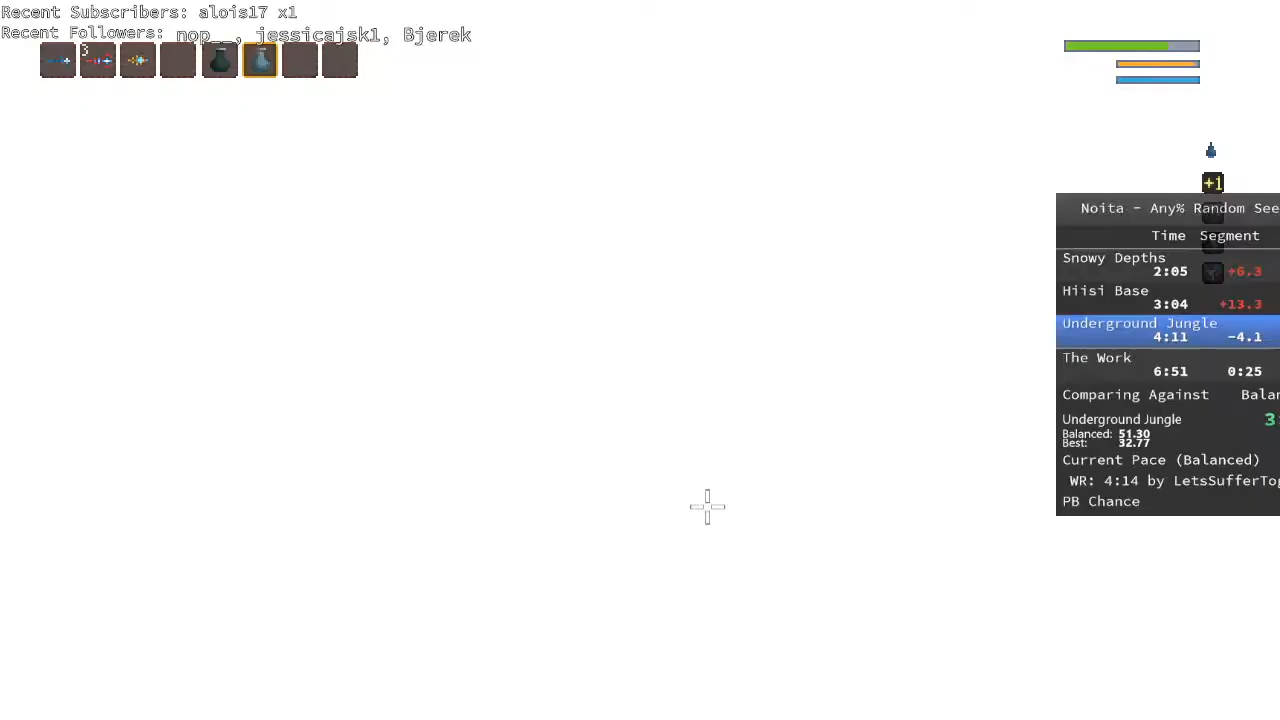 Recent Subscribers: alois17 x1
Recent Followers: nop__, jessicajsk1, Bjerek
3
+1
Noita - Any% Random See
Time Segment
Snowy Depths
2:05 +6.3
Hiisi Base
3:04 +13.3
Underground Jungle
4:11 -4.1
The Work
6:51 0:25
Comparing Against Balan
Underground Jungle 3:
Balanced: 51.30
Best: 32.77
Current Pace (Balanced)
WR: 4:14 by LetsSufferTog
PB Chance